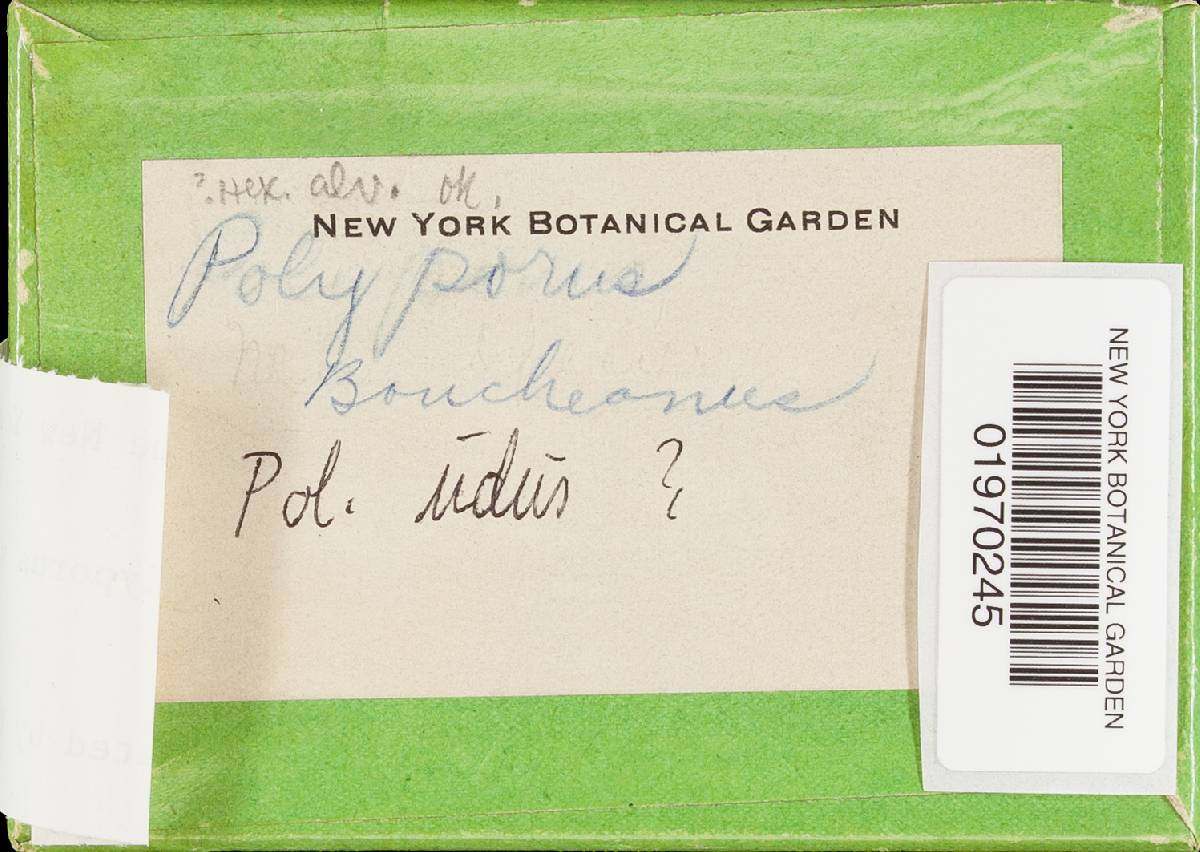 ?. Hex. alv. ok.
NEW YORK BOTANICAL GARDEN
Polyporus
Boucheanus
Pol. udus ?
NEW YORK BOTANICAL GARDEN
01970245